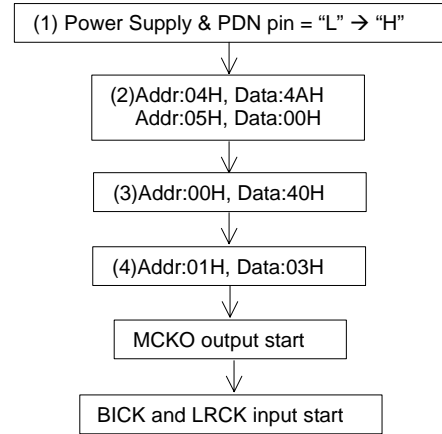 (1) Power Supply & PDN pin = “L” → “H”
(2)Addr:04H, Data:4AH
Addr:05H, Data:00H
(3)Addr:00H, Data:40H
(4)Addr:01H, Data:03H
MCKO output start
BICK and LRCK input start